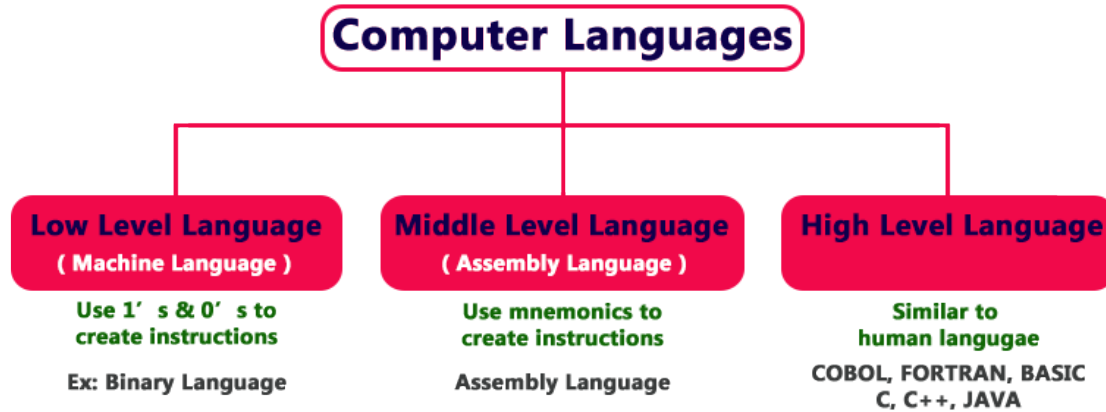 Computer Languages
Low Level Language
( Machine Language )
Use 1’ s & 0’ s to
create instructions
Ex: Binary Language
Middle Level Language
( Assembly Language )
Use mnemonics to
create instructions
Assembly Language
High Level Language
Similar to
human langugae
COBOL, FORTRAN, BASIC
C, C++, JAVA